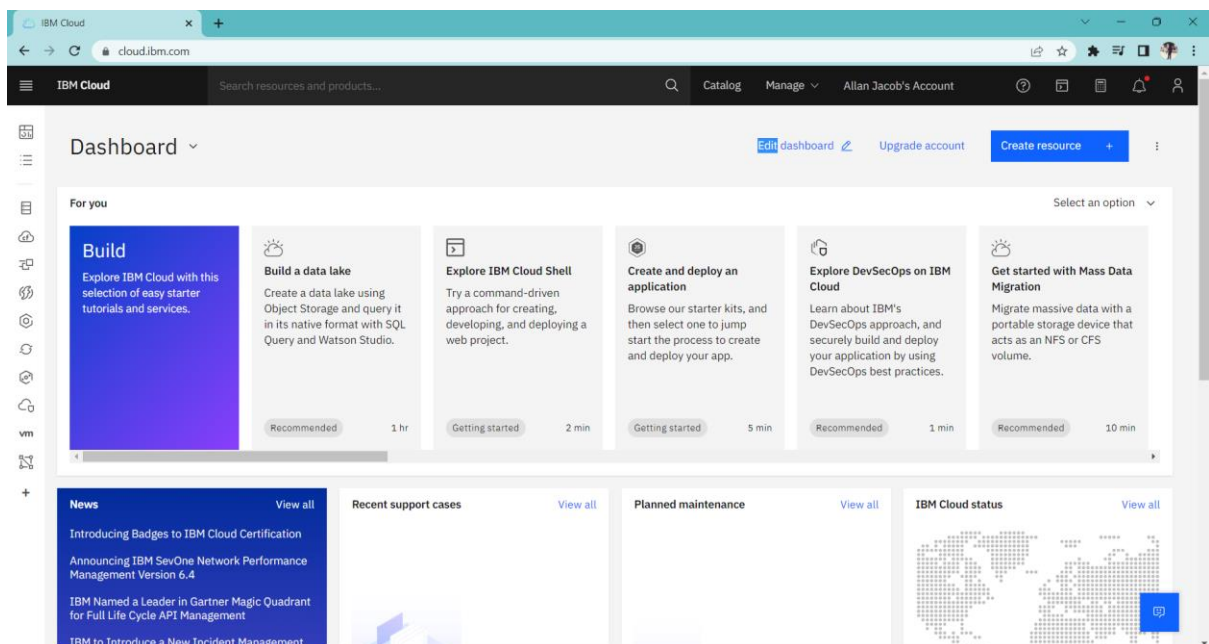 IBM Cloud
cloud.ibm.com
IBM Cloud
Search resources and products...
Catalog
Manage
Allan Jacob's Account
Dashboard
Edit dashboard
Upgrade account
Create resource +
For you
Select an option
Build
Explore IBM Cloud with this
selection of easy starter
tutorials and services.
Build a data lake
Create a data lake using
Object Storage and query it
in its native format with SQL
Query and Watson Studio.
Recommended
1 hr
Explore IBM Cloud Shell
Try a command-driven
approach for creating,
developing, and deploying a
web project.
Getting started
2 min
Create and deploy an
application
Browse our starter kits, and
then select one to jump
start the process to create
and deploy your app.
Getting started
5 min
Explore DevSecOps on IBM
Cloud
Learn about IBM's
DevSecOps approach, and
securely build and deploy
your application by using
DevSecOps best practices.
Recommended
1 min
Get started with Mass Data
Migration
Migrate massive data with a
portable storage device that
acts as an NFS or CFS
volume.
Recommended
10 min
vm
News
View all
Introducing Badges to IBM Cloud Certification
Announcing IBM SevOne Network Performance
Management Version 6.4
IBM Named a Leader in Gartner Magic Quadrant
for Full Life Cycle API Management
IBM to Introduce a New Incident Management
Recent support cases
View all
Planned maintenance
View all
IBM Cloud status
View all